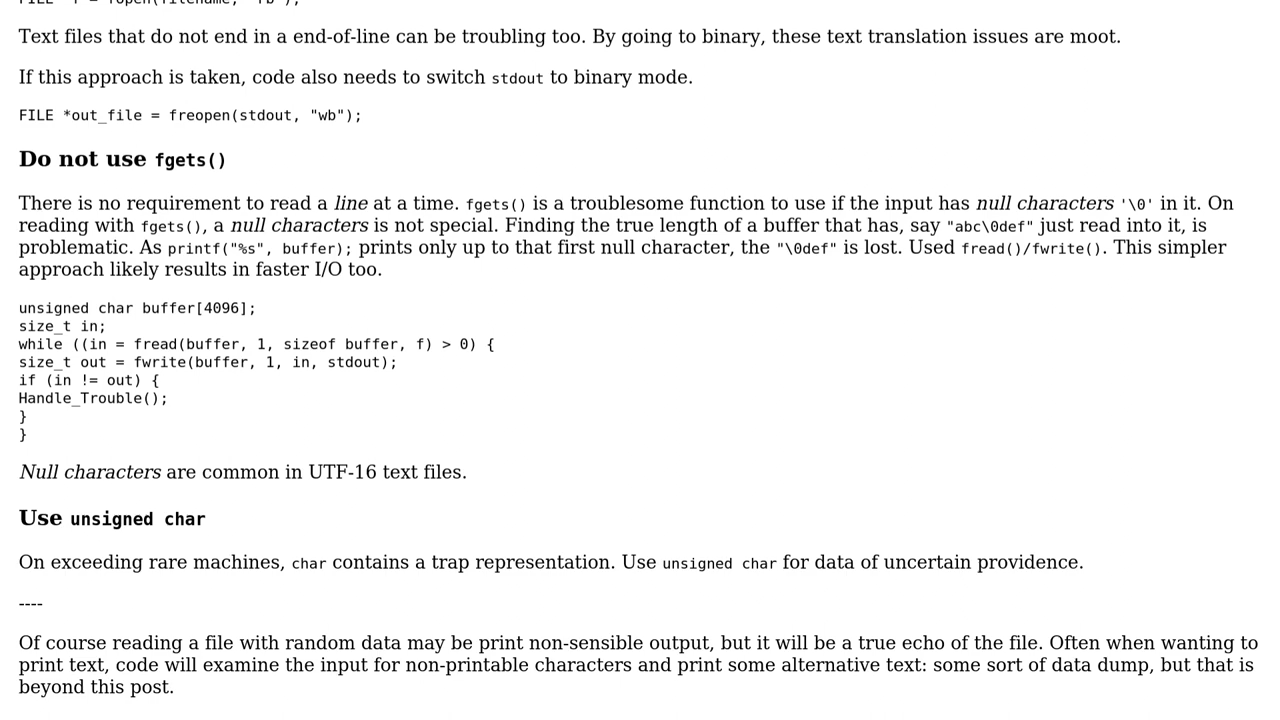 FILE *f = fopen(filename, "rb");
Text files that do not end in a end-of-line can be troubling too. By going to binary, these text translation issues are moot.
If this approach is taken, code also needs to switch stdout to binary mode.
FILE *out_file = freopen(stdout, "wb");
Do not use fgets()
There is no requirement to read a line at a time. fgets() is a troublesome function to use if the input has null characters '\0' in it. On
reading with fgets(), a null characters is not special. Finding the true length of a buffer that has, say "abc\0def" just read into it, is
problematic. As printf("%s", buffer); prints only up to that first null character, the "\0def" is lost. Used fread()/fwrite(). This simpler
approach likely results in faster I/O too.
unsigned char buffer[4096];
size_t in;
while ((in = fread(buffer, 1, sizeof buffer, f) > 0) {
size_t out = fwrite(buffer, 1, in, stdout);
if (in != out) {
Handle_Trouble();
}
}
Null characters are common in UTF-16 text files.
Use unsigned char
On exceeding rare machines, char contains a trap representation. Use unsigned char for data of uncertain providence.
----
Of course reading a file with random data may be print non-sensible output, but it will be a true echo of the file. Often when wanting to
print text, code will examine the input for non-printable characters and print some alternative text: some sort of data dump, but that is
beyond this post.